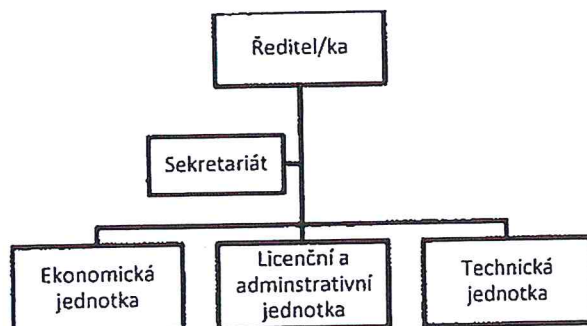 Ředitel/ka
Sekretariát
Ekonomická
jednotka
Licenční a
adminstrativní
jednotka
Technická
jednotka